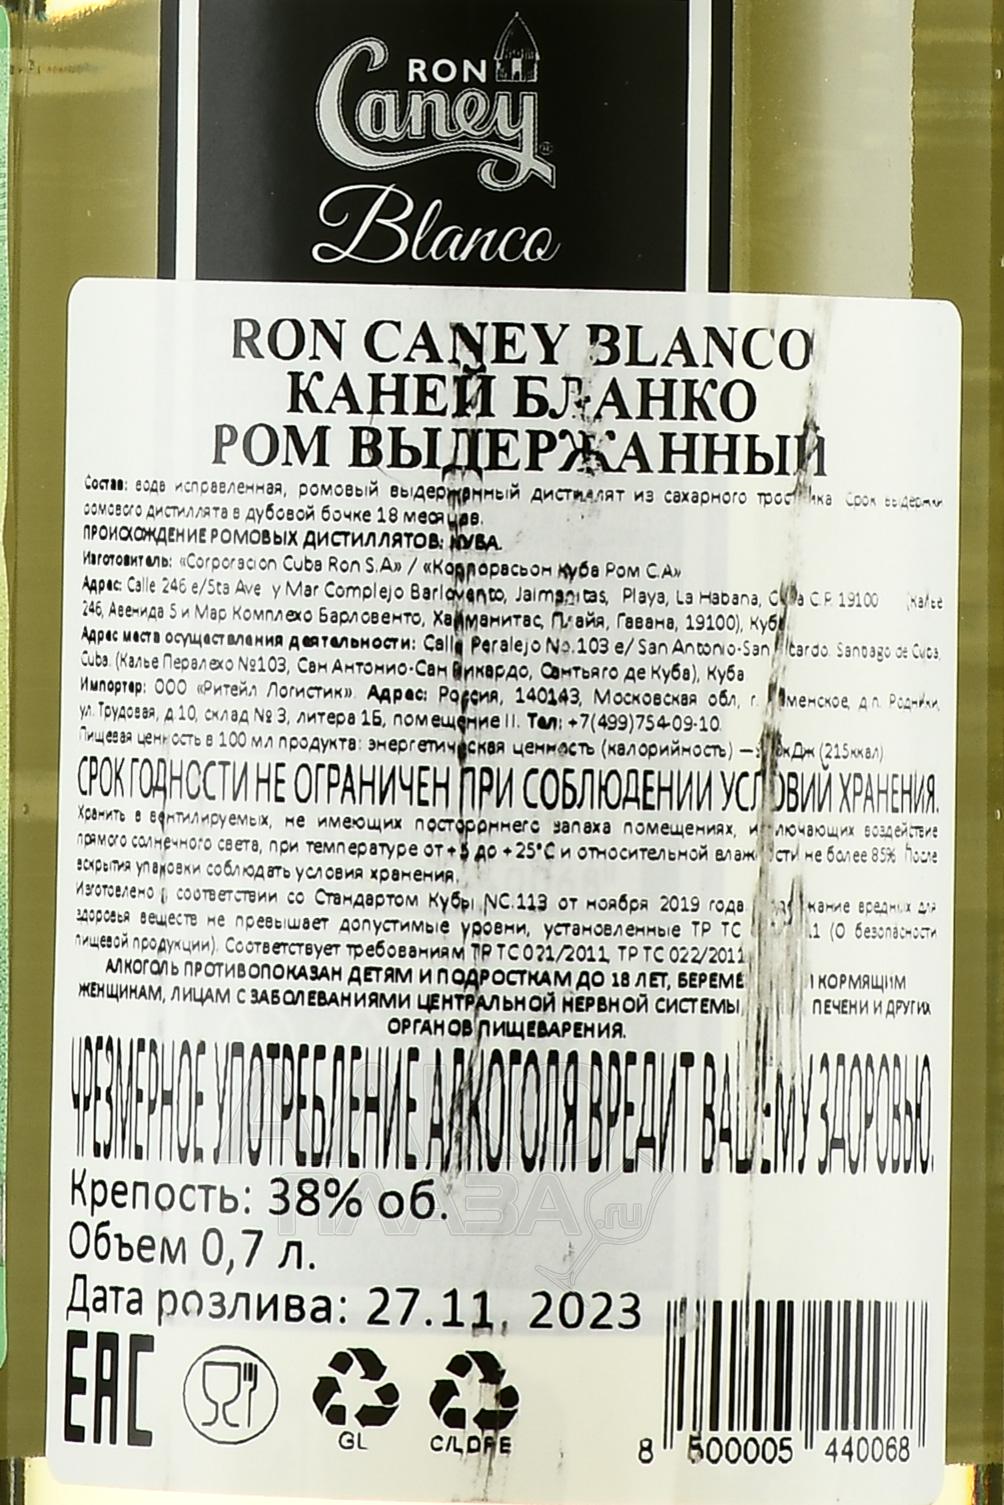 RON
Caney
Blanco
RON CANEY BLANCO
КАНЕЙ БЛАНКО
РОМ ВЫДЕРЖАННЫЙ
Состав: вода исправленная, ромовый выдержанный дистиллят из сахарного тростника Срок выдержки
ромового дистиллята в дубовой бочке 18 месяцев.
ПРОИСХОЖДЕНИЕ РОМОВЫХ ДИСТИЛЛЯТОВ: КУБА.
Изготовитель: «Corporacion Cuba Ron S.A» / «Корпорасьон Куба Ром С.А»
Адрес: Calle 246 e/5ta Ave y Mar Complejo Barlovento, Jaimanitas, Playa, La Habana, Cuba C.P. 19100 (Калье
246, Авенида 5 и Мар Комплехо Барловенто, Хайманитас, Плайя, Гавана, 19100), Куба
Адрес места осуществления деятельности: Calle Peralejo No.103 e/ San Antonio-San Santiago de Cuba,
Cuba. (Калье Пералехо №103, Сан Антонио-Сан Рикардо, Сантьяго де Куба), Куба
Импортер: ООО «Ритейл Логистик» Адрес: Россия, 140143, Московская обл, г. д.п. Родники,
ул. Трудовая, д.10, склад № 3, литера 1Б, помещение II. Тел: +7(499)754-09-10.
Пищевая ценность в 100 мл продукта: энергетическая ценность (калорийность) — кДж (215ккал)
СРОК ГОДНОСТИ НЕ ОГРАНИЧЕН ПРИ СОБЛЮДЕНИИ УСЛОВИЙ ХРАНЕНИЯ.
Хранить в вентилируемых, не имеющих постороннего запаха помещениях, исключающих воздействие
прямого солнечного света, при температуре от +5 до +25°С и относительной влажности не более 85% После
вскрытия упаковки соблюдать условия хранения.
Изготовлено в соответствии со Стандартом Кубы NC.113 от ноября 2019 года. Содержание вредных для
здоровья веществ не превышает допустимые уровни, установленные ТР ТС (О безопасности
пищевой продукции). Соответствует требованиям ТР ТС 021/2011, ТР ТС 022/2011
АЛКОГОЛЬ ПРОТИВОПОКАЗАН ДЕТЯМ И ПОДРОСТКАМ ДО 18 ЛЕТ, КОРМЯЩИМ
ЖЕНЩИНАМ, ЛИЦАМ С ЗАБОЛЕВАНИЯМИ ЦЕНТРАЛЬНОЙ НЕРВНОЙ СИСТЕМЫ, ПЕЧЕНИ И ДРУГИХ
ОРГАНОВ ПИЩЕВАРЕНИЯ.
ЧРЕЗМЕРНОЕ УПОТРЕБЛЕНИЕ АЛКОГОЛЯ ВРЕДИТ ВАШЕМУ ЗДОРОВЬЮ.
АЛКО
ПЛАЗА.ru
Крепость: 38% об.
Объем 0,7 л.
Дата розлива: 27.11. 2023
EAC
GL
C/LDPE
8 500005 440068